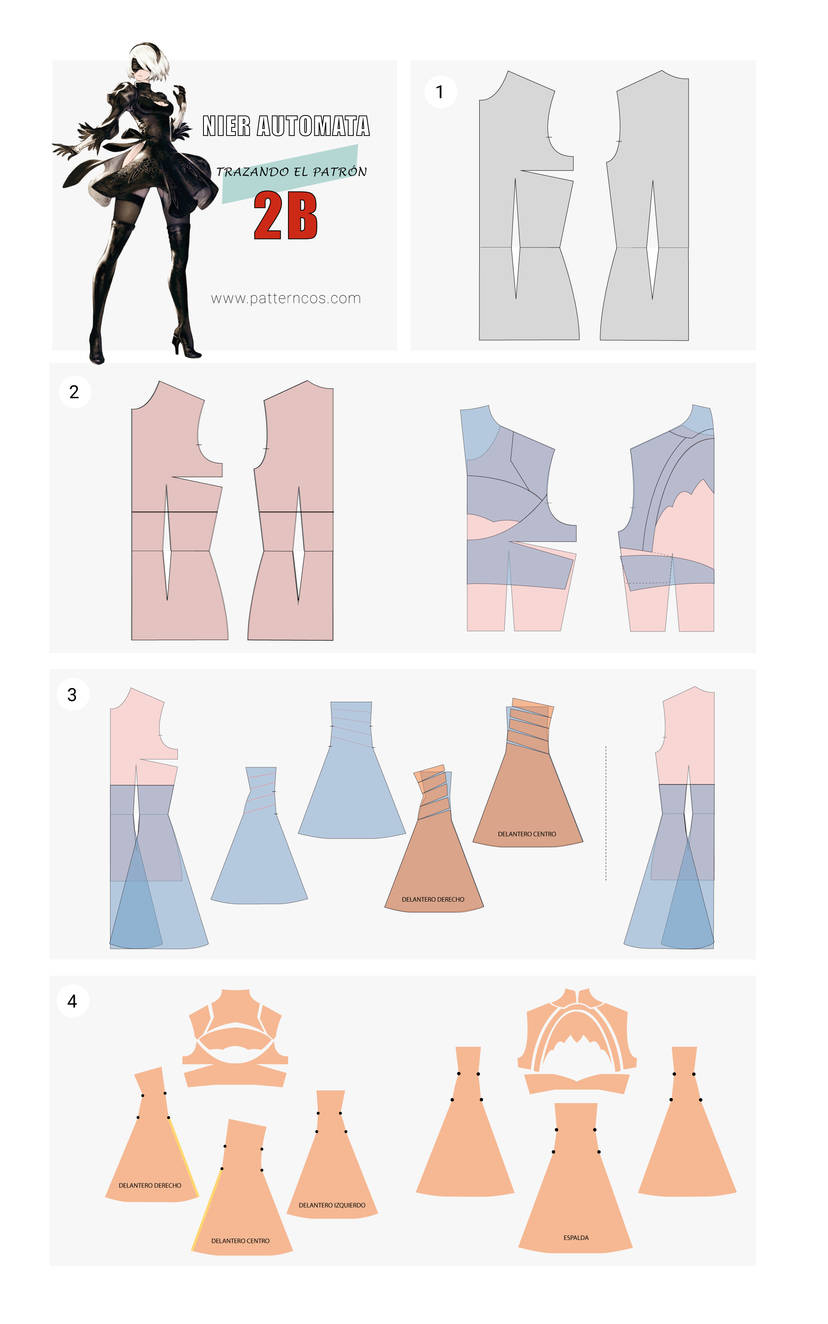 NIER AUTOMATA
TRAZANDO EL PATRÓN
2B
www.patterncos.com
1
2
3
DELANTERO CENTRO
DELANTERO DERECHO
4
DELANTERO DERECHO
DELANTERO IZQUIERDO
DELANTERO CENTRO
ESPALDA